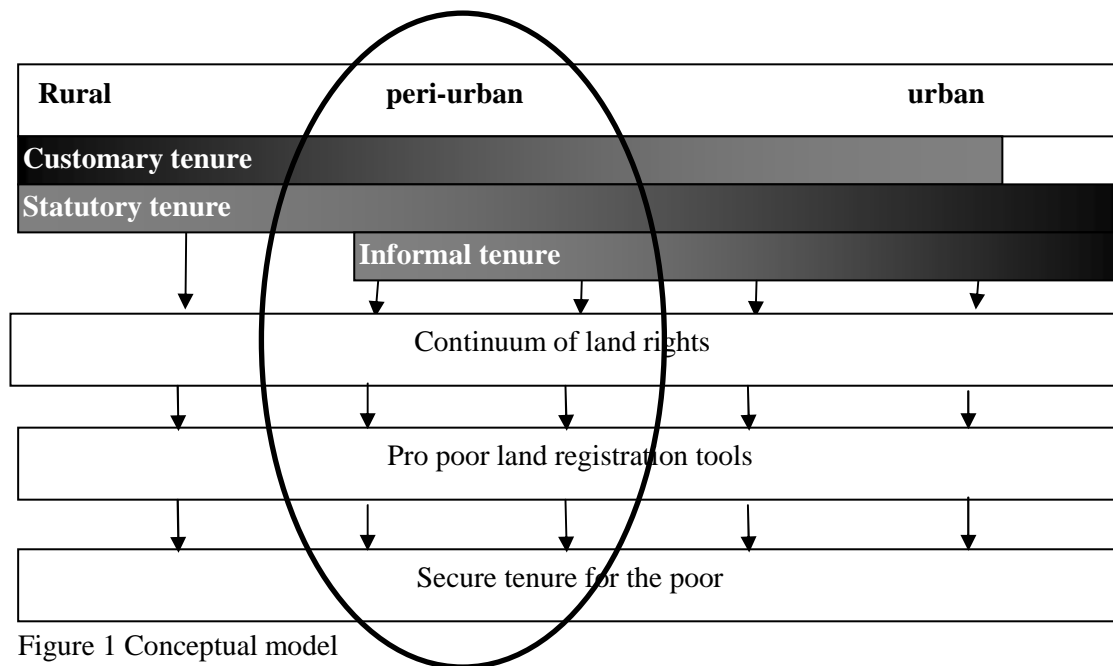 Rural peri-urban urban
Customary tenure
Statutory tenure
Informal tenure
Continuum of land rights
Pro poor land registration tools
Secure tenure for the poor
Figure 1 Conceptual model